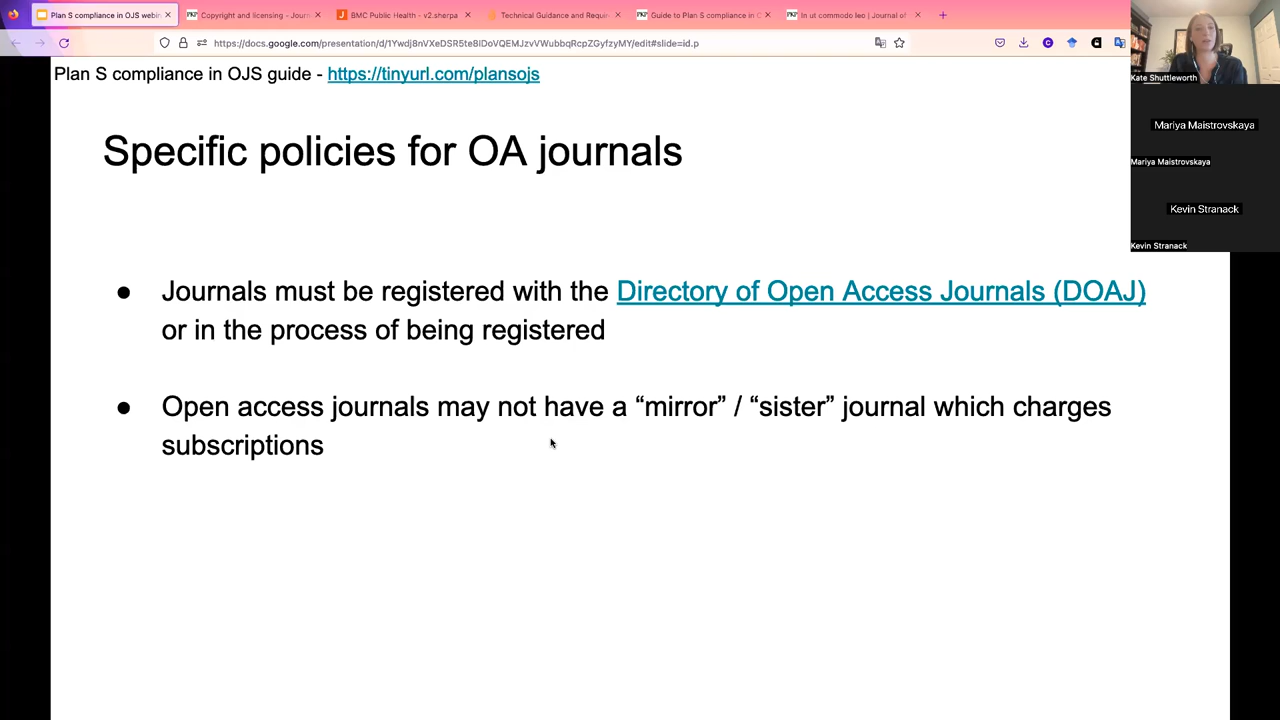 Plan S compliance in OJS webin
Copyright and licensing - Journ
BMC Public Health - v2.sherpa
Technical Guidance and Requir
Guide to Plan S compliance in O
In ut commodo leo | Journal of
https://docs.google.com/presentation/d/1Ywdj8nVXeDSR5te8lDoVQEMJzvVWubbqRcpZGyfzyMY/edit#slide=id.p
Plan S compliance in OJS guide - https://tinyurl.com/plansojs
Kate Shuttleworth
Mariya Maistrovskaya
Mariya Maistrovskaya
Kevin Stranack
Kevin Stranack
Specific policies for OA journals
● Journals must be registered with the Directory of Open Access Journals (DOAJ)
or in the process of being registered
● Open access journals may not have a “mirror” / “sister” journal which charges
subscriptions